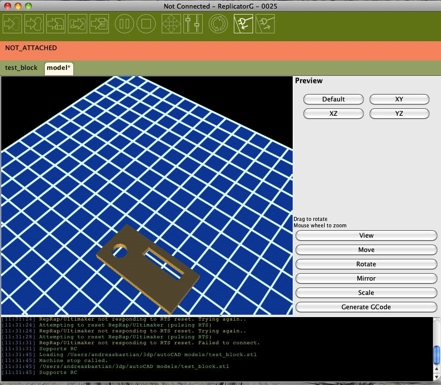 Not Connected - ReplicatorG - 0025
NOT_ATTACHED
test_block
model*
Preview
Default
XY
XZ
YZ
Drag to rotate
Mouse wheel to zoom
View
Move
Rotate
Mirror
Scale
Generate GCode
[11:31:24] RepRap/Ultimaker not responding to RTS reset. Trying again..
[11:31:26] Attempting to reset RepRap/Ultimaker (pulsing RTS)
[11:31:28] RepRap/Ultimaker not responding to RTS reset. Trying again..
[11:31:28] Attempting to reset RepRap/Ultimaker (pulsing RTS)
[11:31:31] RepRap/Ultimaker not responding to RTS reset. Failed to connect.
[11:31:31] Supports RC
[11:31:45] Loading /Users/andreasbastian/3dp/autoCAD models/test_block.stl
[11:31:45] Machine stop called.
[11:31:45] /Users/andreasbastian/3dp/autoCAD models/test_block.stl
[11:31:45] Supports RC